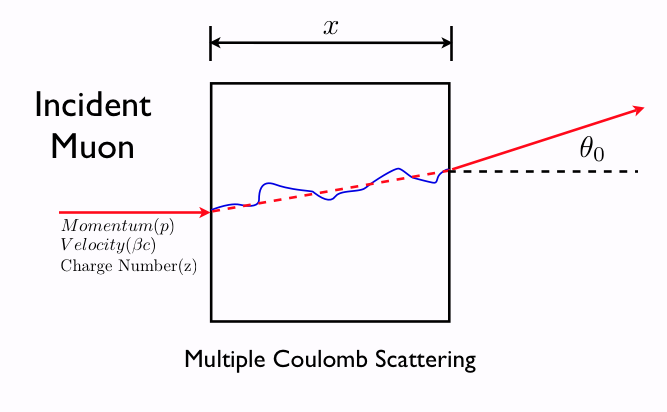 x
Incident
Muon
θ₀
Momentum(p)
Velocity(βc)
Charge Number(z)
Multiple Coulomb Scattering